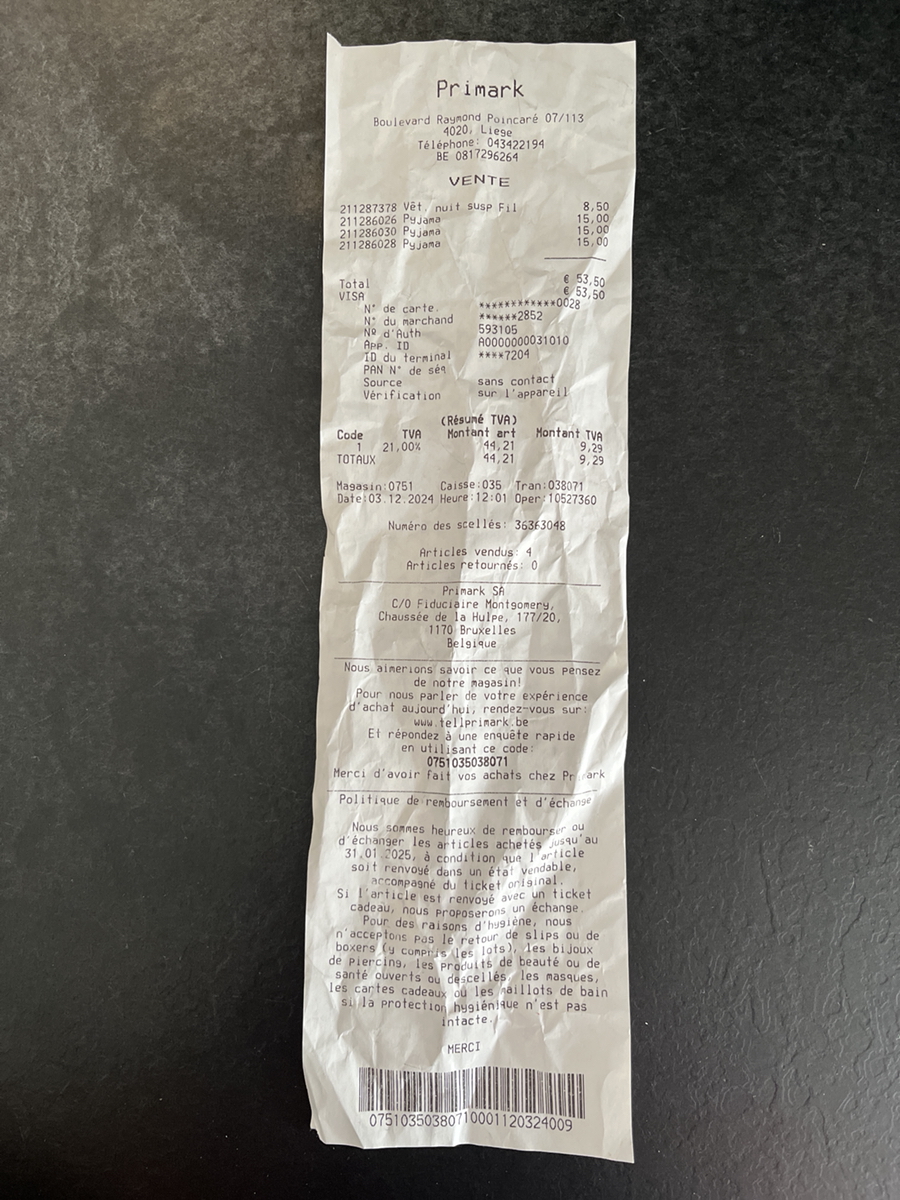 Primark
Boulevard Raymond Poincaré 07/113
4020, Liege
Téléphone: 043422194
BE 0817296264
VENTE
211287378 Vêt. nuit susp Fil 8,50
211286026 Pyjama 15,00
211286030 Pyjama 15,00
211286028 Pyjama 15,00
Total € 53,50
VISA € 53,50
N° de carte. ************0028
N° du marchand ******2852
Nº d'Auth 593105
App. ID A0000000031010
ID du terminal ****7204
PAN N° de séq
Source sans contact
Vérification sur l'appareil
(Résumé TVA)
Code TVA Montant art Montant TVA
1 21,00% 44,21 9,29
TOTAUX 44,21 9,29
Magasin:0751 Caisse:035 Tran:038071
Date:03.12.2024 Heure:12:01 Oper:10527360
Numéro des scellés: 36363048
Articles vendus: 4
Articles retournés: 0
Primark SA
C/O Fiduciaire Montgomery,
Chaussée de la Hulpe, 177/20,
1170 Bruxelles
Belgique
Nous aimerions savoir ce que vous pensez
de notre magasin!
Pour nous parler de votre expérience
d'achat aujourd'hui, rendez-vous sur:
www.tellprimark.be
Et répondez à une enquête rapide
en utilisant ce code:
0751035038071
Merci d'avoir fait vos achats chez Primark
Politique de remboursement et d'échange
Nous sommes heureux de rembourser ou
d'échanger les articles achetés jusqu'au
31.01.2025, à condition que l'article
soit renvoyé dans un état vendable,
accompagné du ticket original.
Si l'article est renvoyé avec un ticket
cadeau, nous proposerons un échange.
Pour des raisons d'hygiène, nous
n'acceptons pas le retour de slips ou de
boxers (y compris les lots), les bijoux
de piercing, les produits de beauté ou de
santé ouverts ou descellés, les masques,
les cartes cadeaux ou les maillots de bain
si la protection hygiénique n'est pas
intacte.
MERCI
07510350380710001120324009